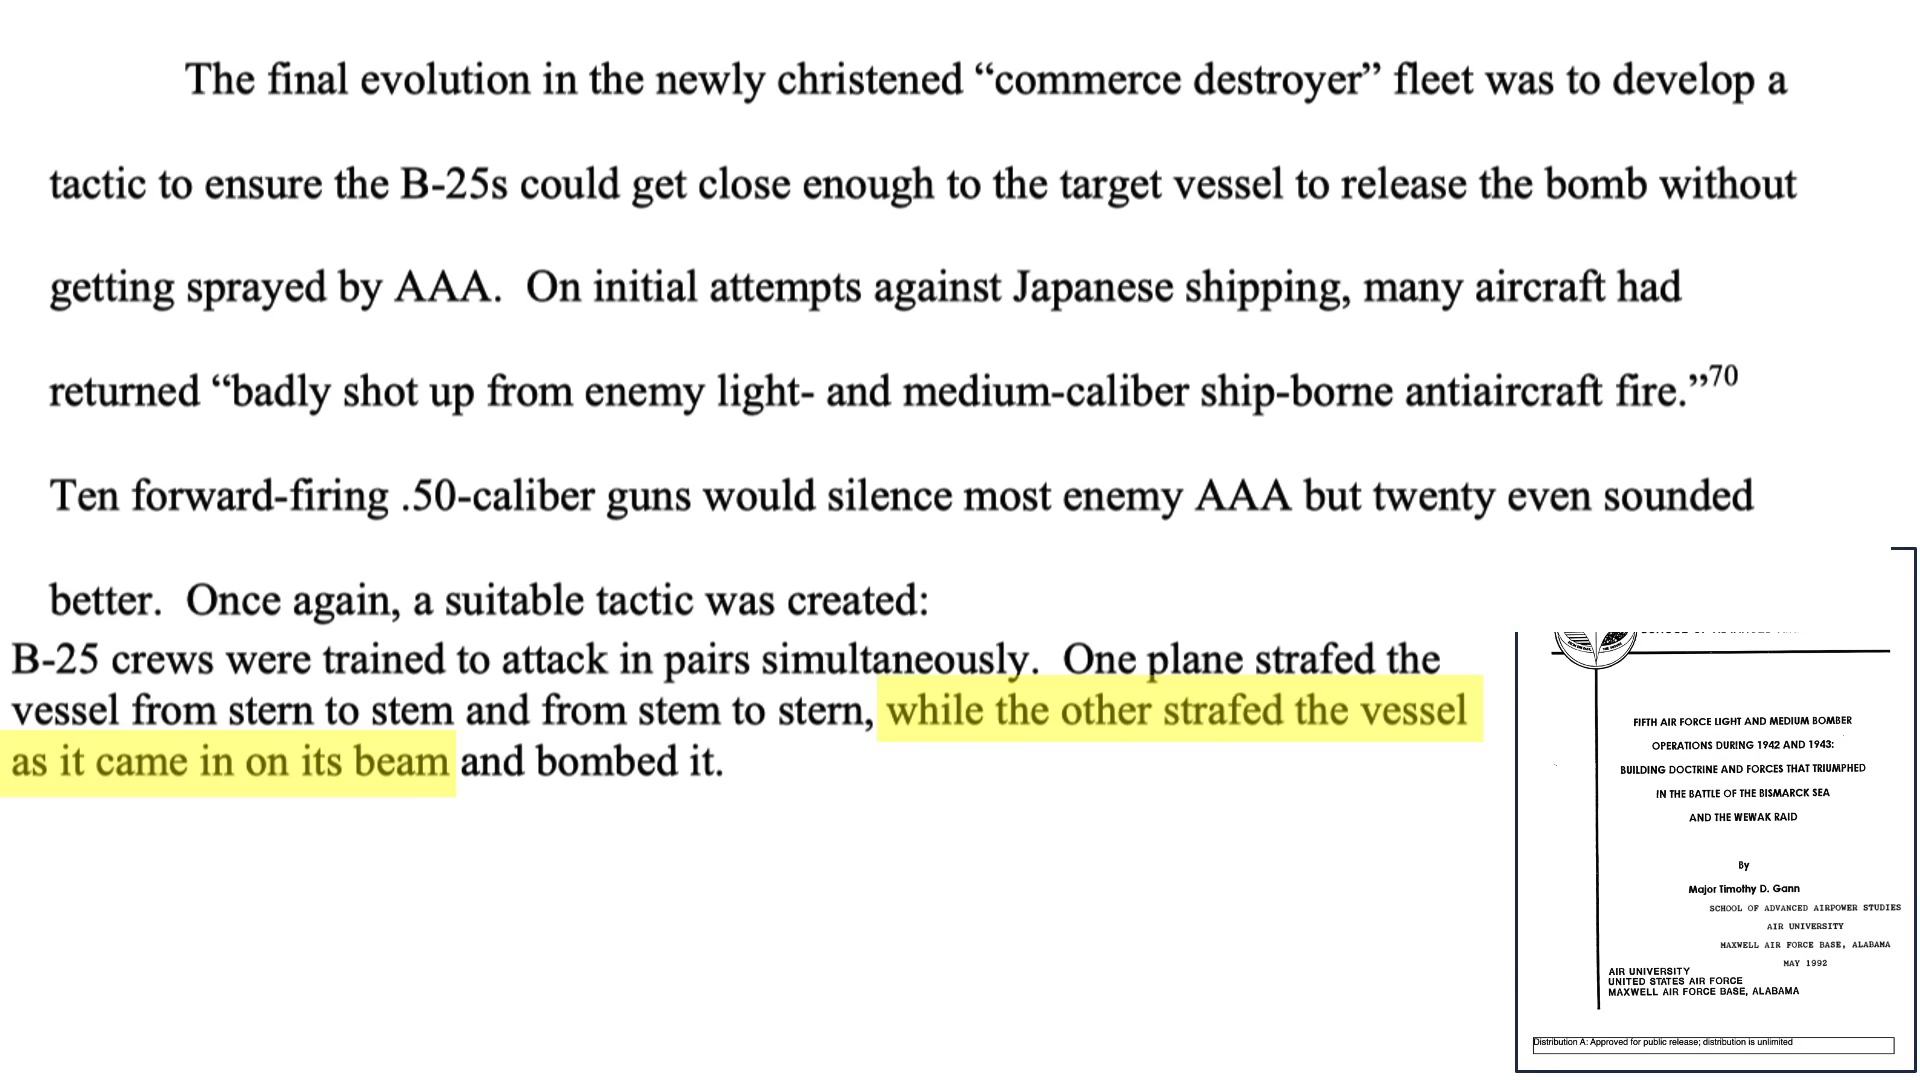 The final evolution in the newly christened “commerce destroyer” fleet was to develop a
tactic to ensure the B-25s could get close enough to the target vessel to release the bomb without
getting sprayed by AAA.  On initial attempts against Japanese shipping, many aircraft had
returned “badly shot up from enemy light- and medium-caliber ship-borne antiaircraft fire.”70
Ten forward-firing .50-caliber guns would silence most enemy AAA but twenty even sounded
better.  Once again, a suitable tactic was created:
B-25 crews were trained to attack in pairs simultaneously.  One plane strafed the
vessel from stern to stem and from stem to stern, while the other strafed the vessel
as it came in on its beam and bombed it.
FIFTH AIR FORCE LIGHT AND MEDIUM BOMBER
OPERATIONS DURING 1942 AND 1943:
BUILDING DOCTRINE AND FORCES THAT TRIUMPHED
IN THE BATTLE OF THE BISMARCK SEA
AND THE WEWAK RAID
By
Major Timothy D. Gann
SCHOOL OF ADVANCED AIRPOWER STUDIES
AIR UNIVERSITY
MAXWELL AIR FORCE BASE, ALABAMA
MAY 1992
AIR UNIVERSITY
UNITED STATES AIR FORCE
MAXWELL AIR FORCE BASE, ALABAMA
Distribution A: Approved for public release; distribution is unlimited